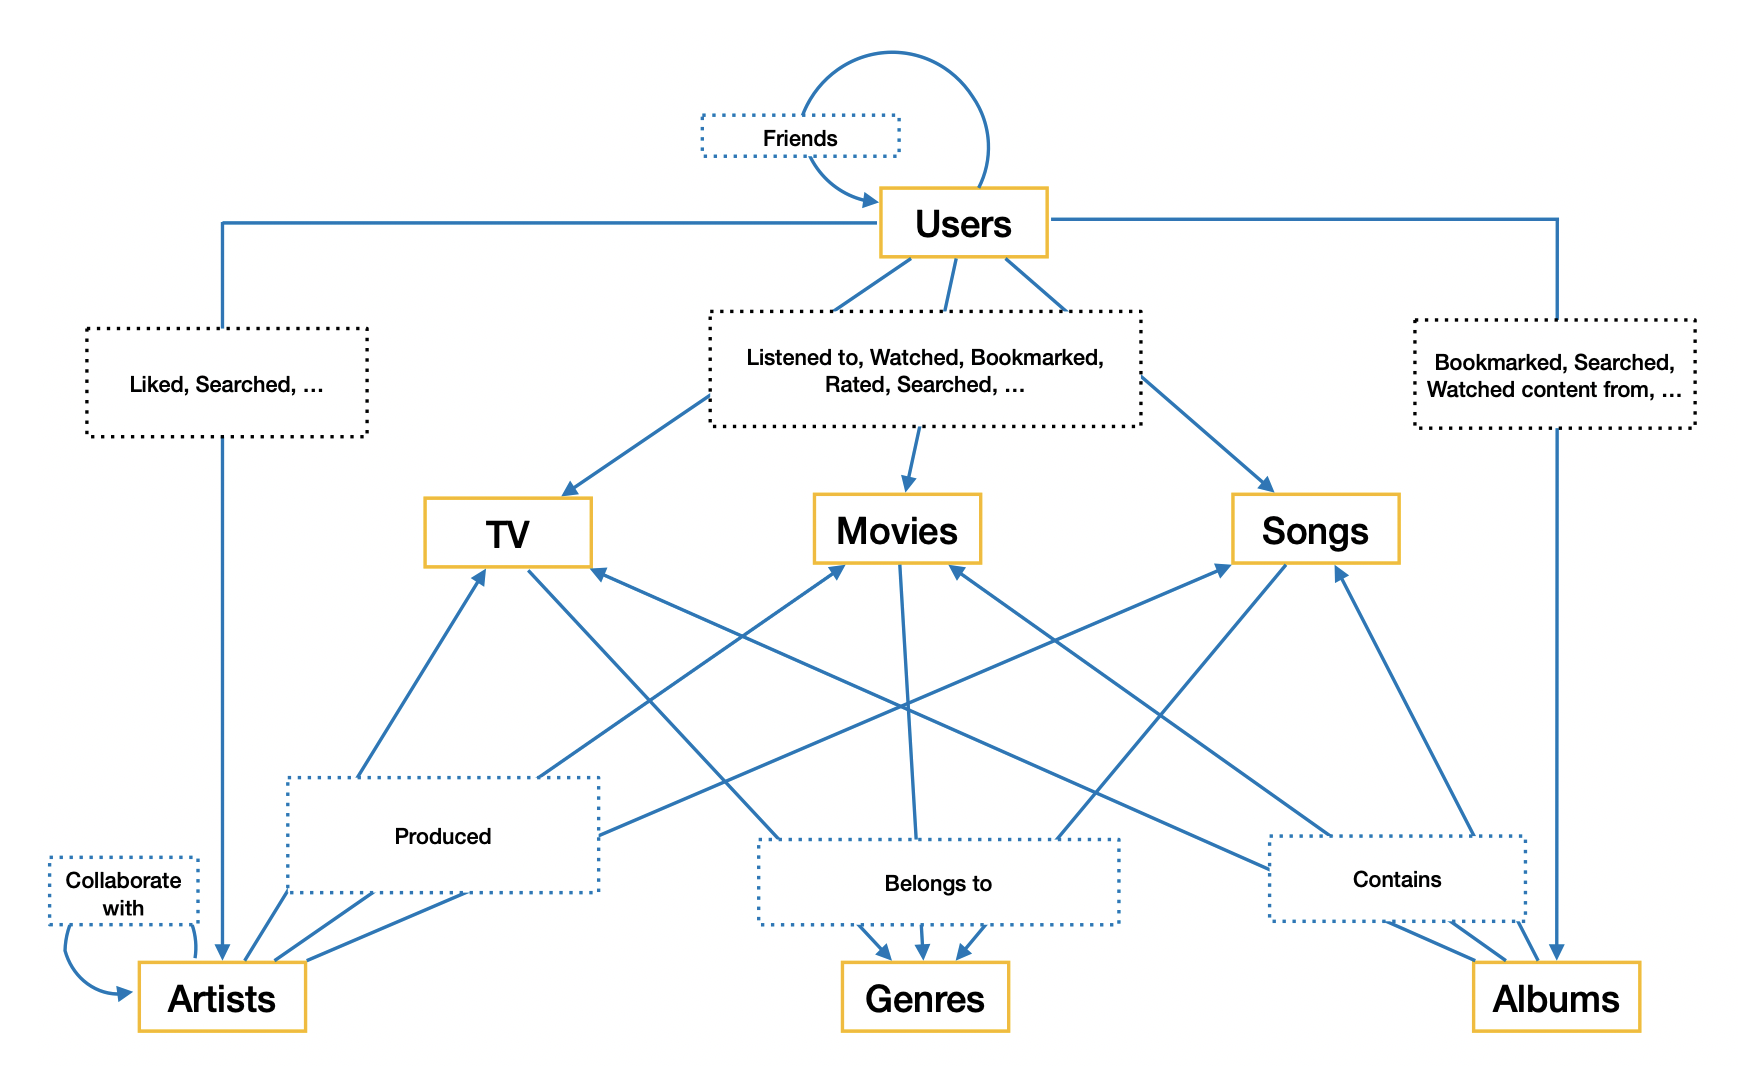 Friends
Users
Liked, Searched, ...
Listened to, Watched, Bookmarked,
Rated, Searched, ...
Bookmarked, Searched,
Watched content from, ...
TV
Movies
Songs
Produced
Collaborate
with
Belongs to
Contains
Artists
Genres
Albums